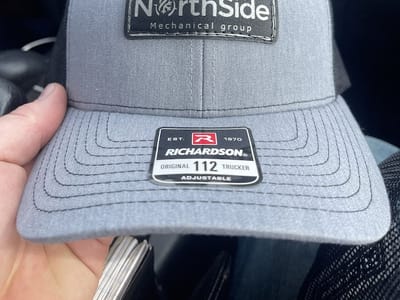 NorthSide
Mechanical group
EST. R 1970
RICHARDSON®
ORIGINAL 112 TRUCKER
ADJUSTABLE